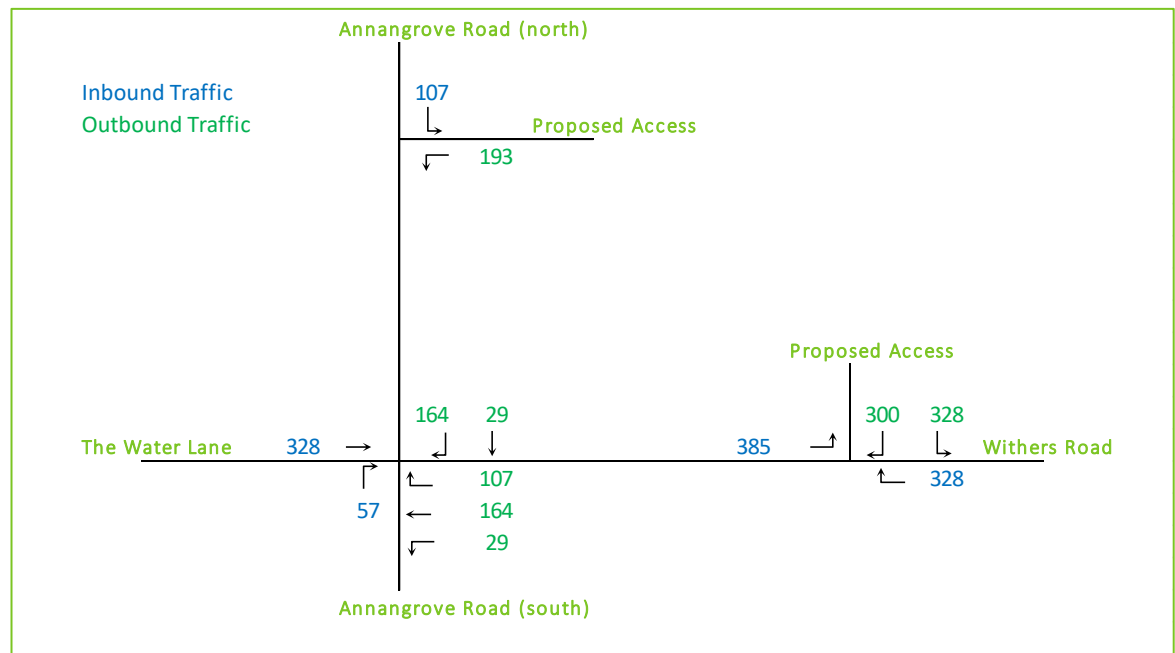 Annangrove Road (north)
Inbound Traffic
107
Outbound Traffic
Proposed Access
193
Proposed Access
164 29
300 328
The Water Lane
328
385
Withers Road
107
328
57
164
29
Annangrove Road (south)